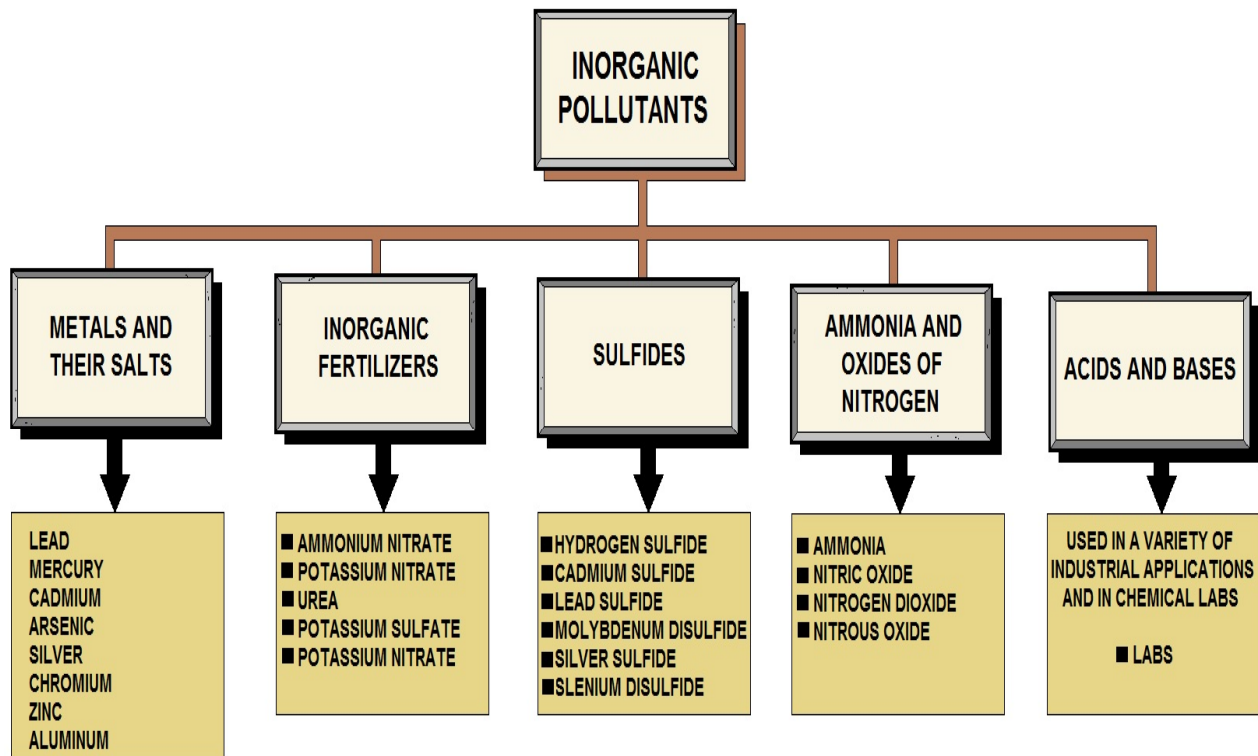 INORGANIC
POLLUTANTS
METALS AND
THEIR SALTS
INORGANIC
FERTILIZERS
SULFIDES
AMMONIA AND
OXIDES OF
NITROGEN
ACIDS AND BASES
LEAD
MERCURY
CADMIUM
ARSENIC
SILVER
CHROMIUM
ZINC
ALUMINUM
■ AMMONIUM NITRATE
■ POTASSIUM NITRATE
■ UREA
■ POTASSIUM SULFATE
■ POTASSIUM NITRATE
■ HYDROGEN SULFIDE
■ CADMIUM SULFIDE
■ LEAD SULFIDE
■ MOLYBDENUM DISULFIDE
■ SILVER SULFIDE
■ SLENIUM DISULFIDE
■ AMMONIA
■ NITRIC OXIDE
■ NITROGEN DIOXIDE
■ NITROUS OXIDE
USED IN A VARIETY OF
INDUSTRIAL APPLICATIONS
AND IN CHEMICAL LABS
■ LABS